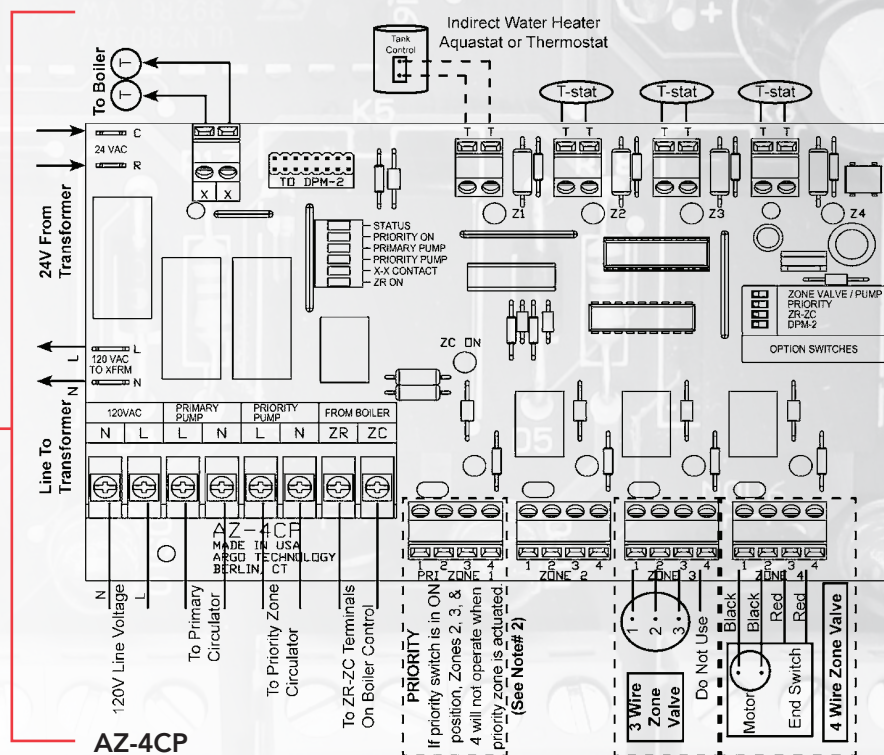 Indirect Water Heater
Aquastat or Thermostat
Tank
Control
To Boiler
T
T
T-stat
T-stat
T-stat
T T
T T
T T
T T
C
24 VAC
R
X X
TO DPM-2
Z1
Z2
Z3
Z4
24V From
Transformer
STATUS
PRIORITY ON
PRIMARY PUMP
PRIORITY PUMP
X-X CONTACT
ZR ON
ZONE VALVE / PUMP
PRIORITY
ZR-ZC
DPM-2
OPTION SWITCHES
ZC ON
L
120 VAC
TO XFRM
N
L
N
Line To
Transformer
120VAC
PRIMARY
PUMP
PRIORITY
PUMP
FROM BOILER
N L L N L N ZR ZC
AZ-4CP
MADE IN USA
ARGO TECHNOLOGY
BERLIN, CT
1 2 3 4
PRI ZONE 1
1 2 3 4
ZONE 2
1 2 3 4
ZONE 3
1 2 3 4
ZONE 4
N
L
120V Line Voltage
To Primary
Circulator
To Priority Zone
Circulator
To ZR-ZC Terminals
On Boiler Control
PRIORITY
If priority switch is in ON
position, Zones 2, 3, &
4 will not operate when
priority zone is actuated.
(See Note# 2)
1 2 3
Do Not Use
3 Wire
Zone
Valve
Black
Black
Red
Red
Motor
End Switch
4 Wire Zone Valve
AZ-4CP